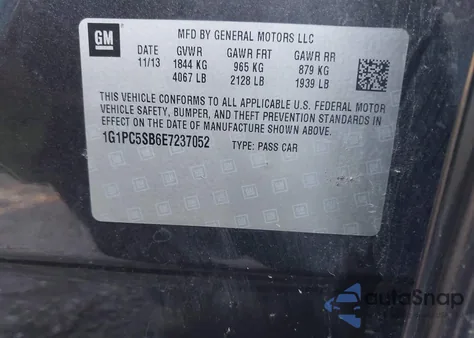 GM
MFD BY GENERAL MOTORS LLC
DATE GVWR GAWR FRT GAWR RR
11/13 1844 KG 965 KG 879 KG
4067 LB 2128 LB 1939 LB
THIS VEHICLE CONFORMS TO ALL APPLICABLE U.S. FEDERAL MOTOR
VEHICLE SAFETY, BUMPER, AND THEFT PREVENTION STANDARDS IN
EFFECT ON THE DATE OF MANUFACTURE SHOWN ABOVE.
1G1PC5SB6E7237052 TYPE: PASS CAR
autoSnap